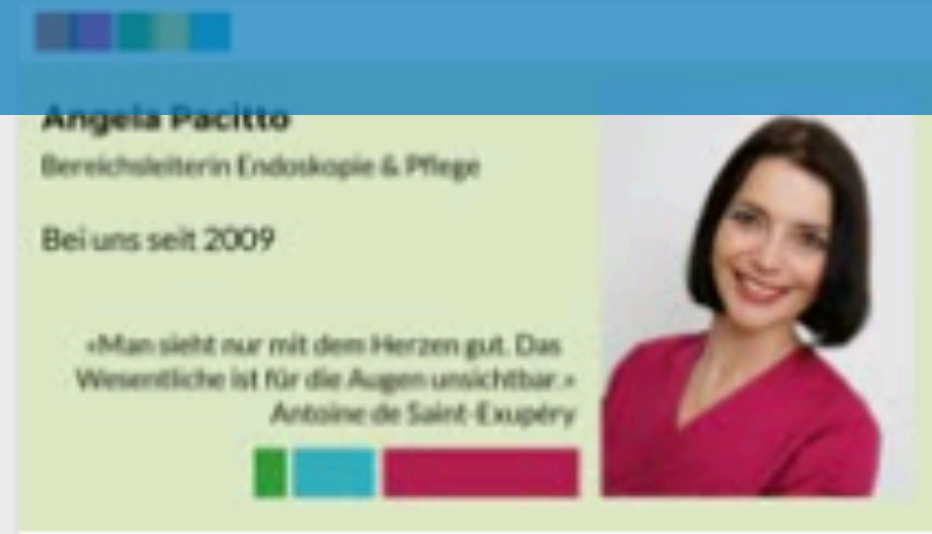 Angela Pacitto
Bereichsleiterin Endoskopie & Pflege
Bei uns seit 2009
«Man sieht nur mit dem Herzen gut. Das
Wesentliche ist für die Augen unsichtbar.»
Antoine de Saint-Exupéry